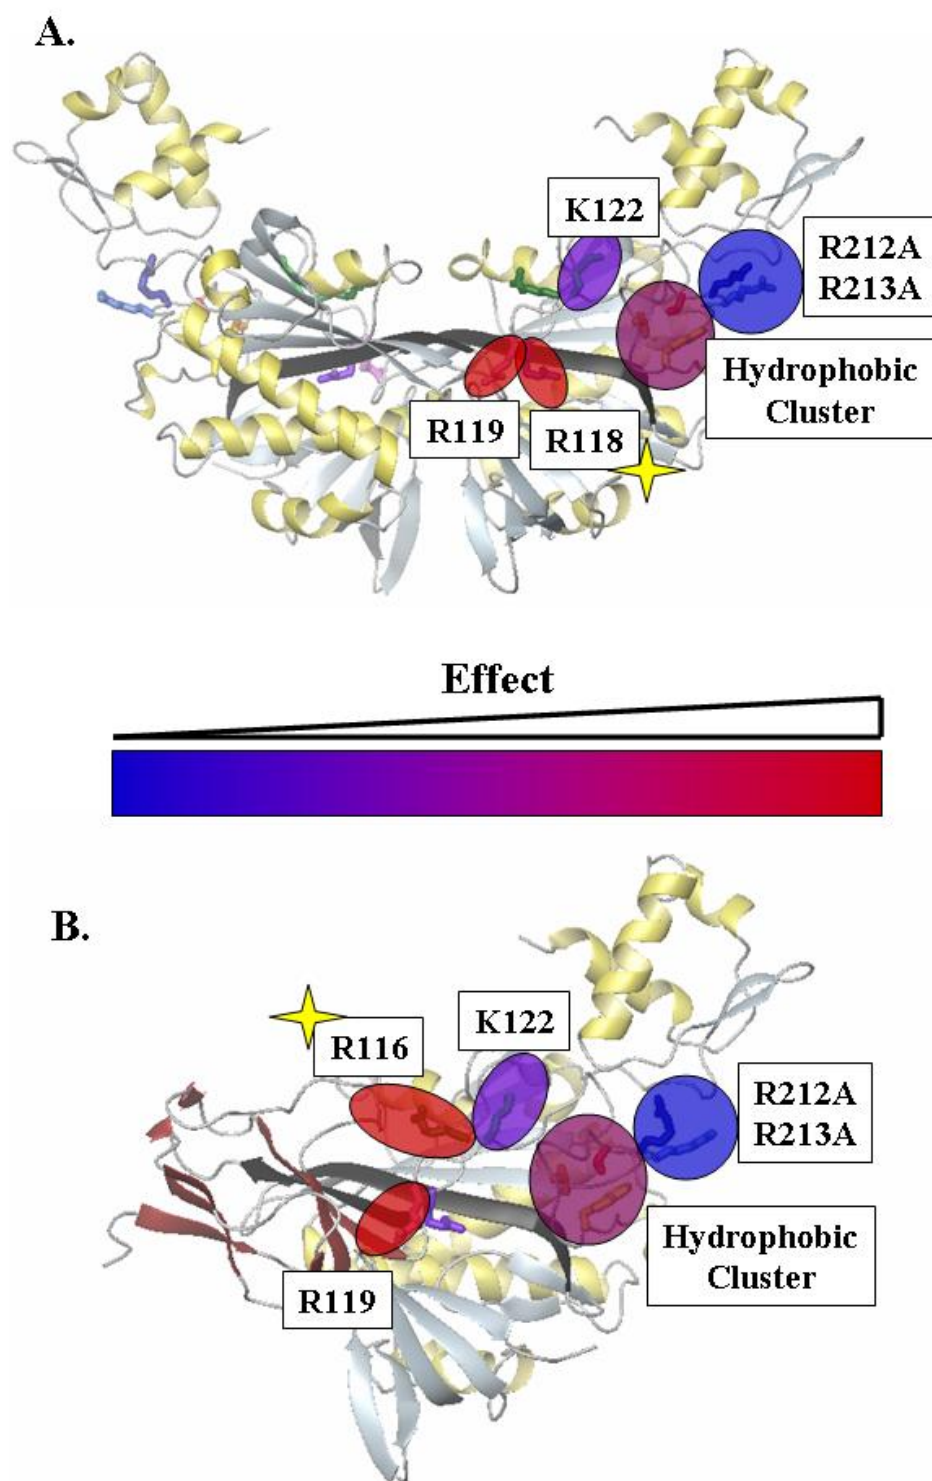 A.
K122
R212A
R213A
Hydrophobic
Cluster
R119
R118
Effect
B.
R116
K122
R212A
R213A
Hydrophobic
Cluster
R119